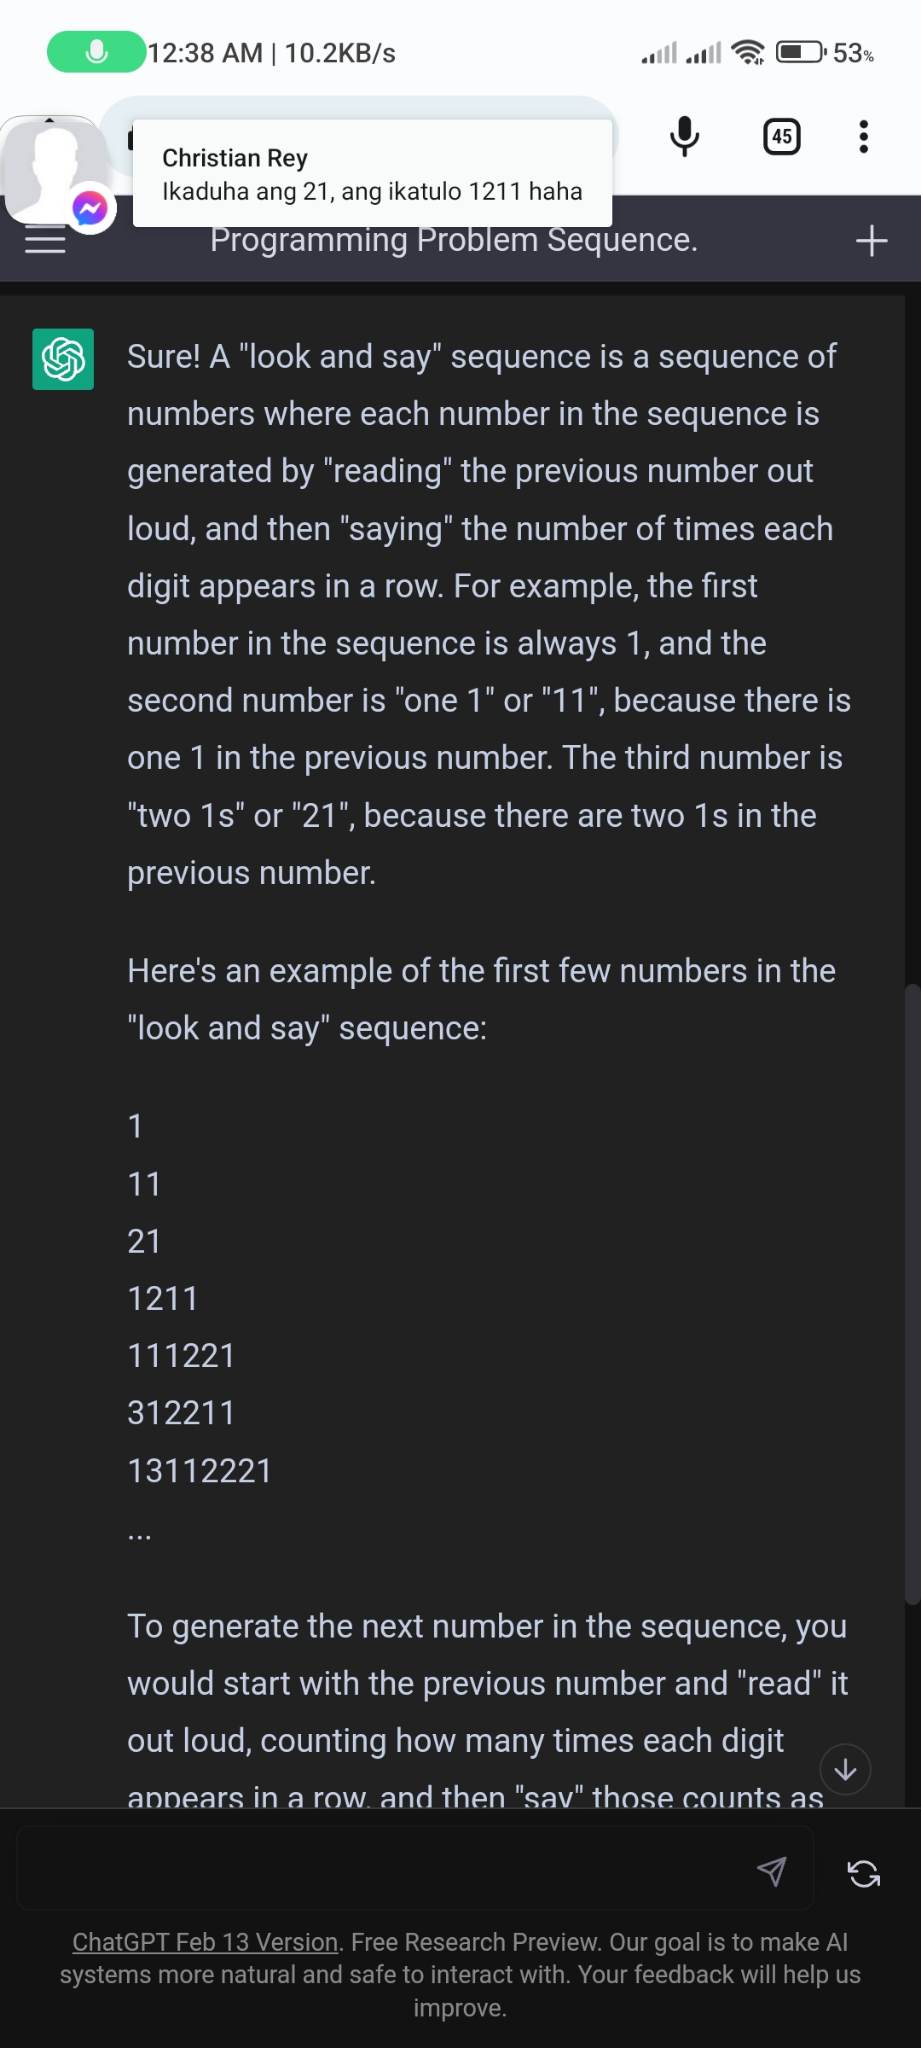 12:38 AM | 10.2KB/s
53%
45
Christian Rey
Ikaduha ang 21, ang ikatulo 1211 haha
Programming Problem Sequence.
Sure! A "look and say" sequence is a sequence of
numbers where each number in the sequence is
generated by "reading" the previous number out
loud, and then "saying" the number of times each
digit appears in a row. For example, the first
number in the sequence is always 1, and the
second number is "one 1" or "11", because there is
one 1 in the previous number. The third number is
"two 1s" or "21", because there are two 1s in the
previous number.
Here's an example of the first few numbers in the
"look and say" sequence:
1
11
21
1211
111221
312211
13112221
...
To generate the next number in the sequence, you
would start with the previous number and "read" it
out loud, counting how many times each digit
appears in a row, and then "say" those counts as
ChatGPT Feb 13 Version. Free Research Preview. Our goal is to make AI
systems more natural and safe to interact with. Your feedback will help us
improve.